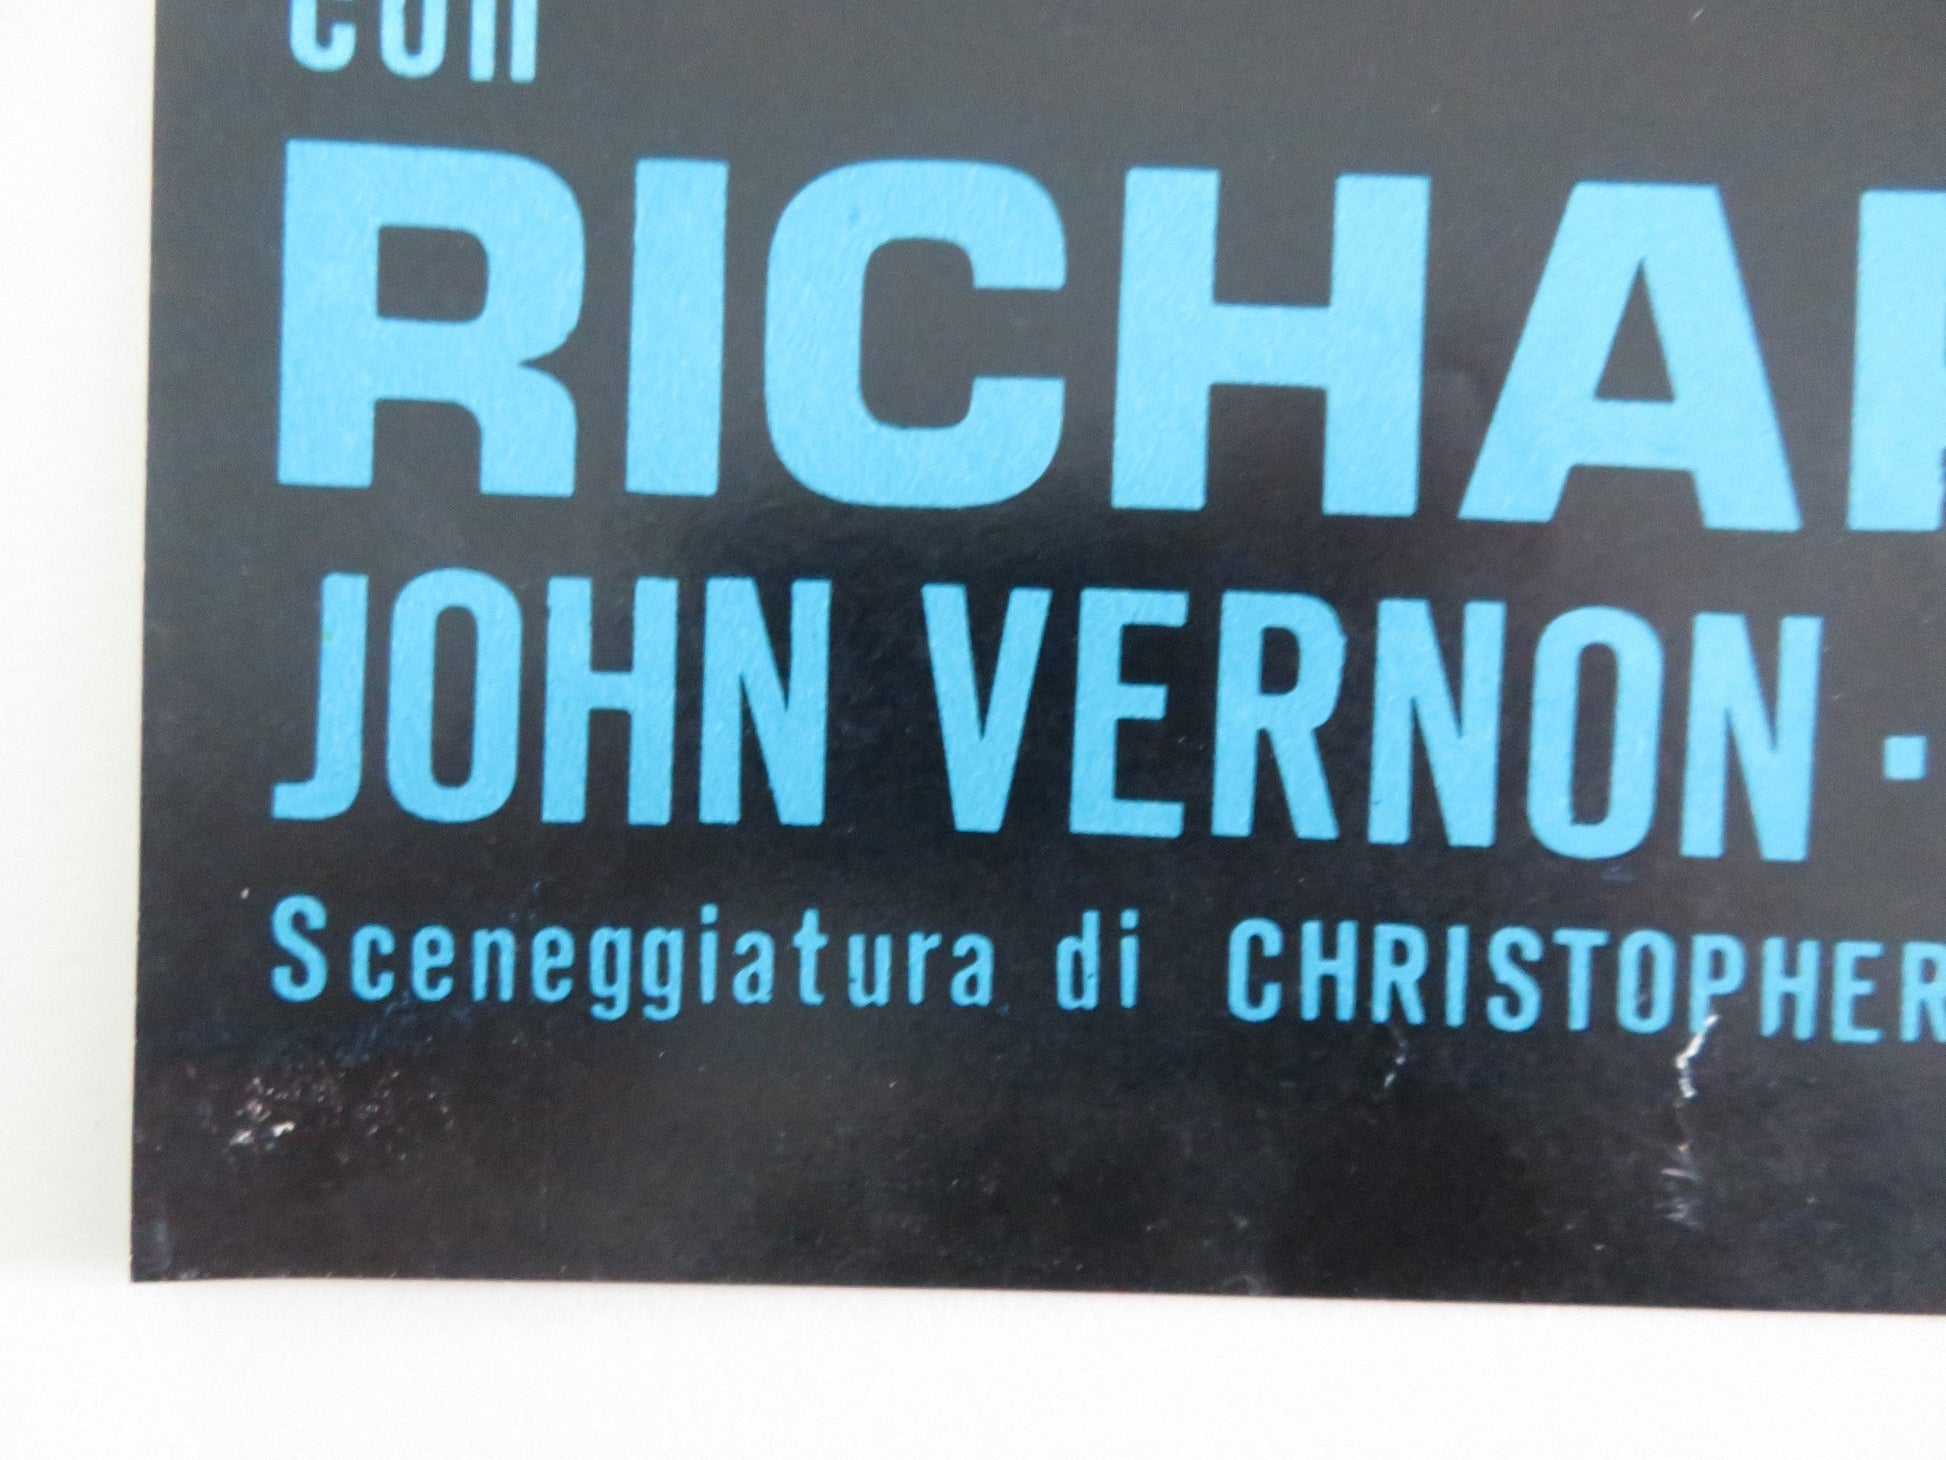 con
RICHAR
JOHN VERNON ·
Sceneggiatura di CHRISTOPHER